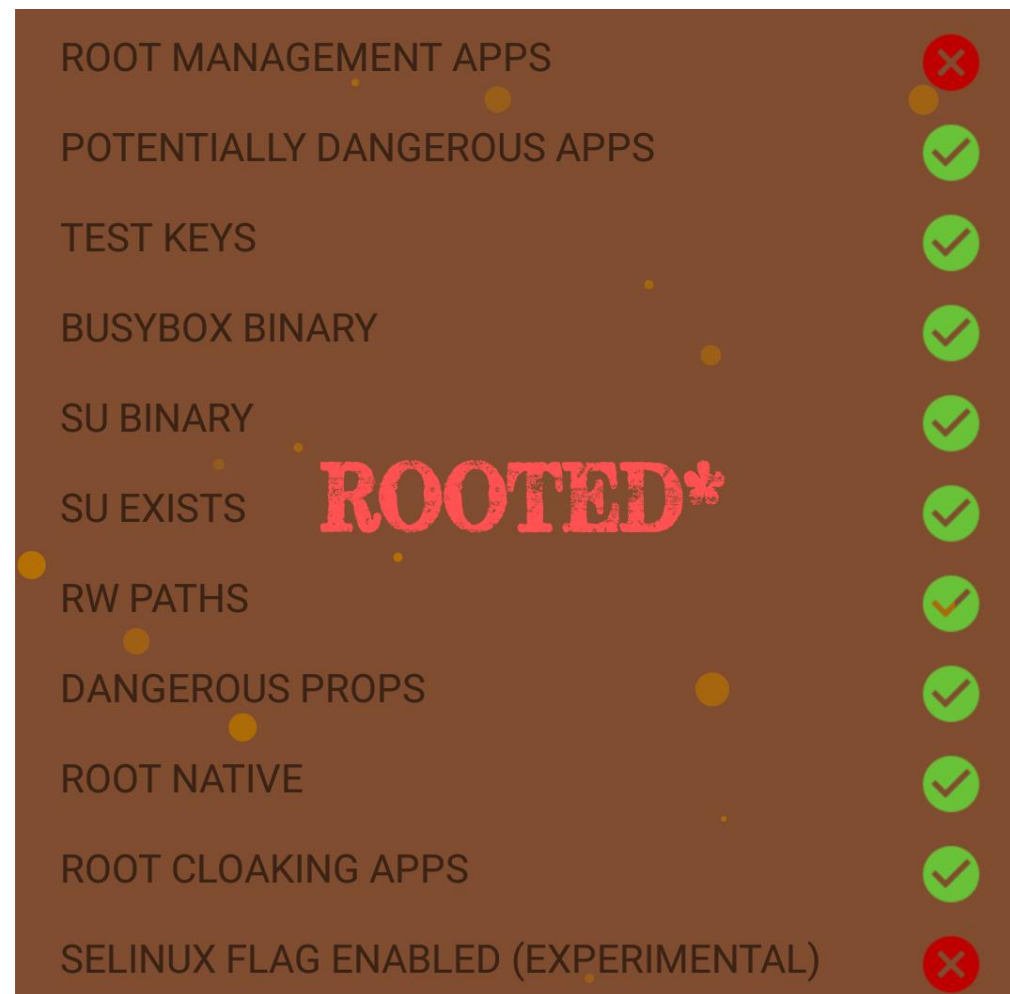 ROOT MANAGEMENT APPS
POTENTIALLY DANGEROUS APPS
TEST KEYS
BUSYBOX BINARY
SU BINARY
ROOTED*
SU EXISTS
RW PATHS
DANGEROUS PROPS
ROOT NATIVE
ROOT CLOAKING APPS
SELINUX FLAG ENABLED (EXPERIMENTAL)